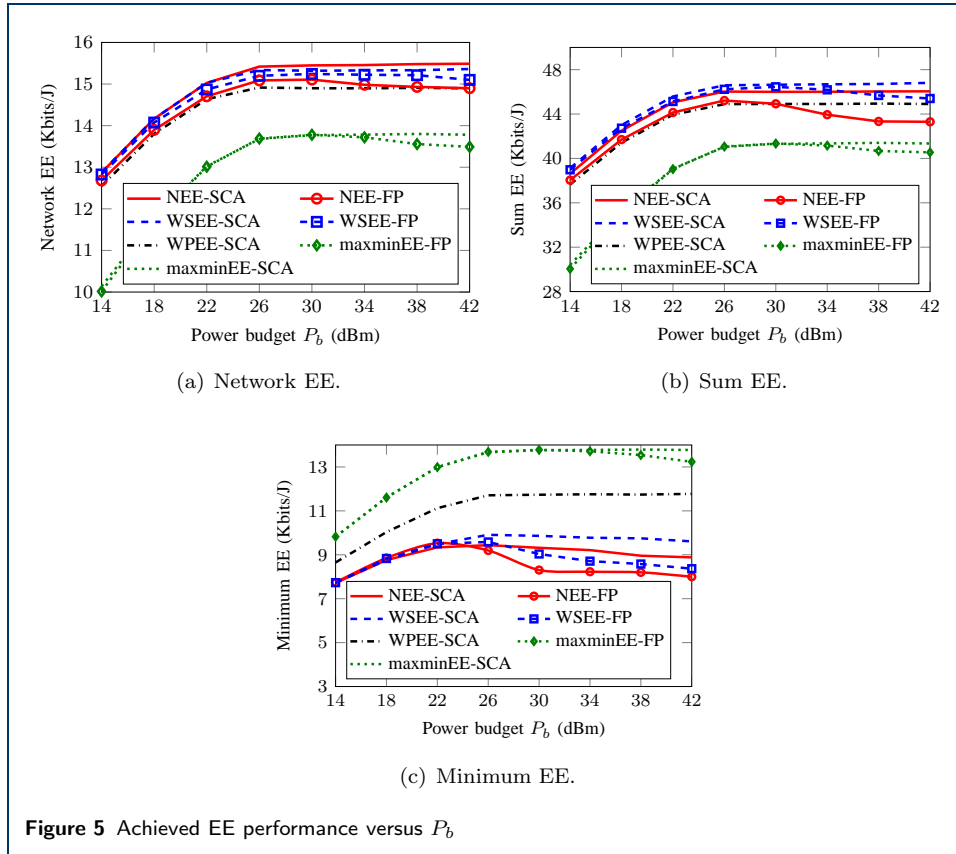 16
15
14
13
12
11
10
14 18 22 26 30 34 38 42
Network EE (Kbits/J)
Power budget P_b (dBm)
NEE-SCA NEE-FP
WSEE-SCA WSEE-FP
WPEE-SCA maxminEE-FP
maxminEE-SCA
(a) Network EE.
48
44
40
36
32
28
14 18 22 26 30 34 38 42
Sum EE (Kbits/J)
Power budget P_b (dBm)
NEE-SCA NEE-FP
WSEE-SCA WSEE-FP
WPEE-SCA maxminEE-FP
maxminEE-SCA
(b) Sum EE.
13
11
9
7
5
3
14 18 22 26 30 34 38 42
Minimum EE (Kbits/J)
Power budget P_b (dBm)
NEE-SCA NEE-FP
WSEE-SCA WSEE-FP
WPEE-SCA maxminEE-FP
maxminEE-SCA
(c) Minimum EE.
Figure 5 Achieved EE performance versus P_b